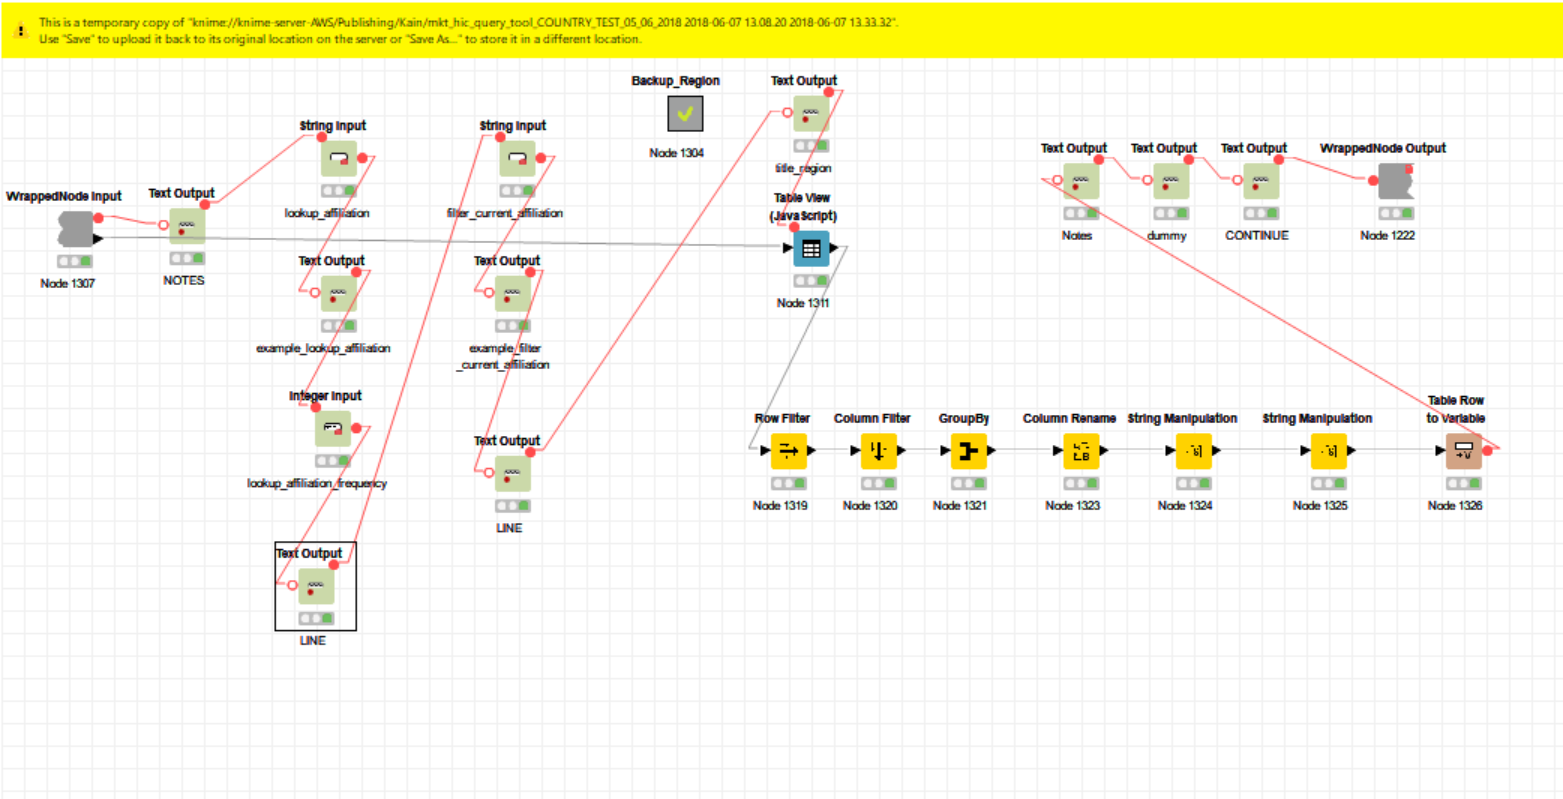 This is a temporary copy of "knime://knime-server-AWS/Publishing/Kain/mkt_hic_query_tool_COUNTRY_TEST_05_06_2018 2018-06-07 13.08.20 2018-06-07 13.33.32".
Use "Save" to upload it back to its original location on the server or "Save As..." to store it in a different location.
WrappedNode Input
Node 1307
Text Output
NOTES
String Input
lookup_affiliation
Text Output
example_lookup_affiliation
Integer Input
lookup_affiliation_frequency
Text Output
LINE
String Input
filter_current_affiliation
Text Output
example_filter
_current_affiliation
Text Output
LINE
Backup_Region
Node 1304
Text Output
title_region
Table View
(JavaScript)
Node 1311
Row Filter
Node 1319
Column Filter
Node 1320
GroupBy
Node 1321
Column Rename
Node 1323
String Manipulation
Node 1324
String Manipulation
Node 1325
Table Row
to Variable
Node 1326
Text Output
Notes
Text Output
dummy
Text Output
CONTINUE
WrappedNode Output
Node 1222